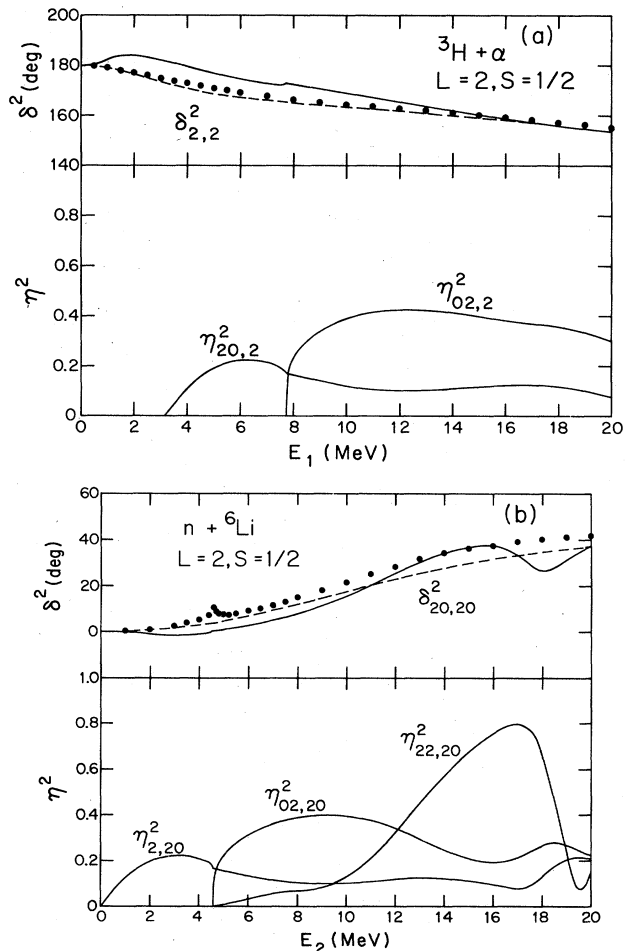 200
180
160
140
δ² (deg)
³H + α (a)
L = 2, S = 1/2
δ²₂,₂
0.8
0.6
0.4
0.2
0
η²
η²₂₀,₂
η²₀₂,₂
0 2 4 6 8 10 12 14 16 18 20
E₁ (MeV)
60
40
20
0
δ² (deg)
n + ⁶Li (b)
L = 2, S = 1/2
δ²₂₀,₂₀
1.0
0.8
0.6
0.4
0.2
0
η²
η²₂,₂₀
η²₀₂,₂₀
η²₂₂,₂₀
0 2 4 6 8 10 12 14 16 18 20
E₂ (MeV)